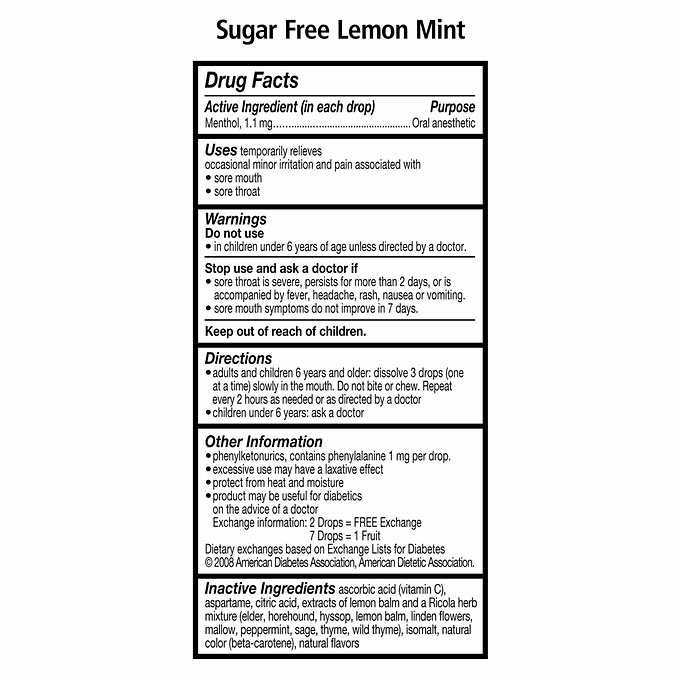 Sugar Free Lemon Mint
Drug Facts
Active Ingredient (in each drop) Purpose
Menthol, 1.1 mg......................................................Oral anesthetic
Uses temporarily relieves
occasional minor irritation and pain associated with
• sore mouth
• sore throat
Warnings
Do not use
• in children under 6 years of age unless directed by a doctor.
Stop use and ask a doctor if
• sore throat is severe, persists for more than 2 days, or is
accompanied by fever, headache, rash, nausea or vomiting.
• sore mouth symptoms do not improve in 7 days.
Keep out of reach of children.
Directions
• adults and children 6 years and older: dissolve 3 drops (one
at a time) slowly in the mouth. Do not bite or chew. Repeat
every 2 hours as needed or as directed by a doctor
• children under 6 years: ask a doctor
Other Information
• phenylketonurics, contains phenylalanine 1 mg per drop.
• excessive use may have a laxative effect
• protect from heat and moisture
• product may be useful for diabetics
on the advice of a doctor
Exchange information: 2 Drops = FREE Exchange
7 Drops = 1 Fruit
Dietary exchanges based on Exchange Lists for Diabetes
© 2008 American Diabetes Association, American Dietetic Association.
Inactive Ingredients ascorbic acid (vitamin C),
aspartame, citric acid, extracts of lemon balm and a Ricola herb
mixture (elder, horehound, hyssop, lemon balm, linden flowers,
mallow, peppermint, sage, thyme, wild thyme), isomalt, natural
color (beta-carotene), natural flavors